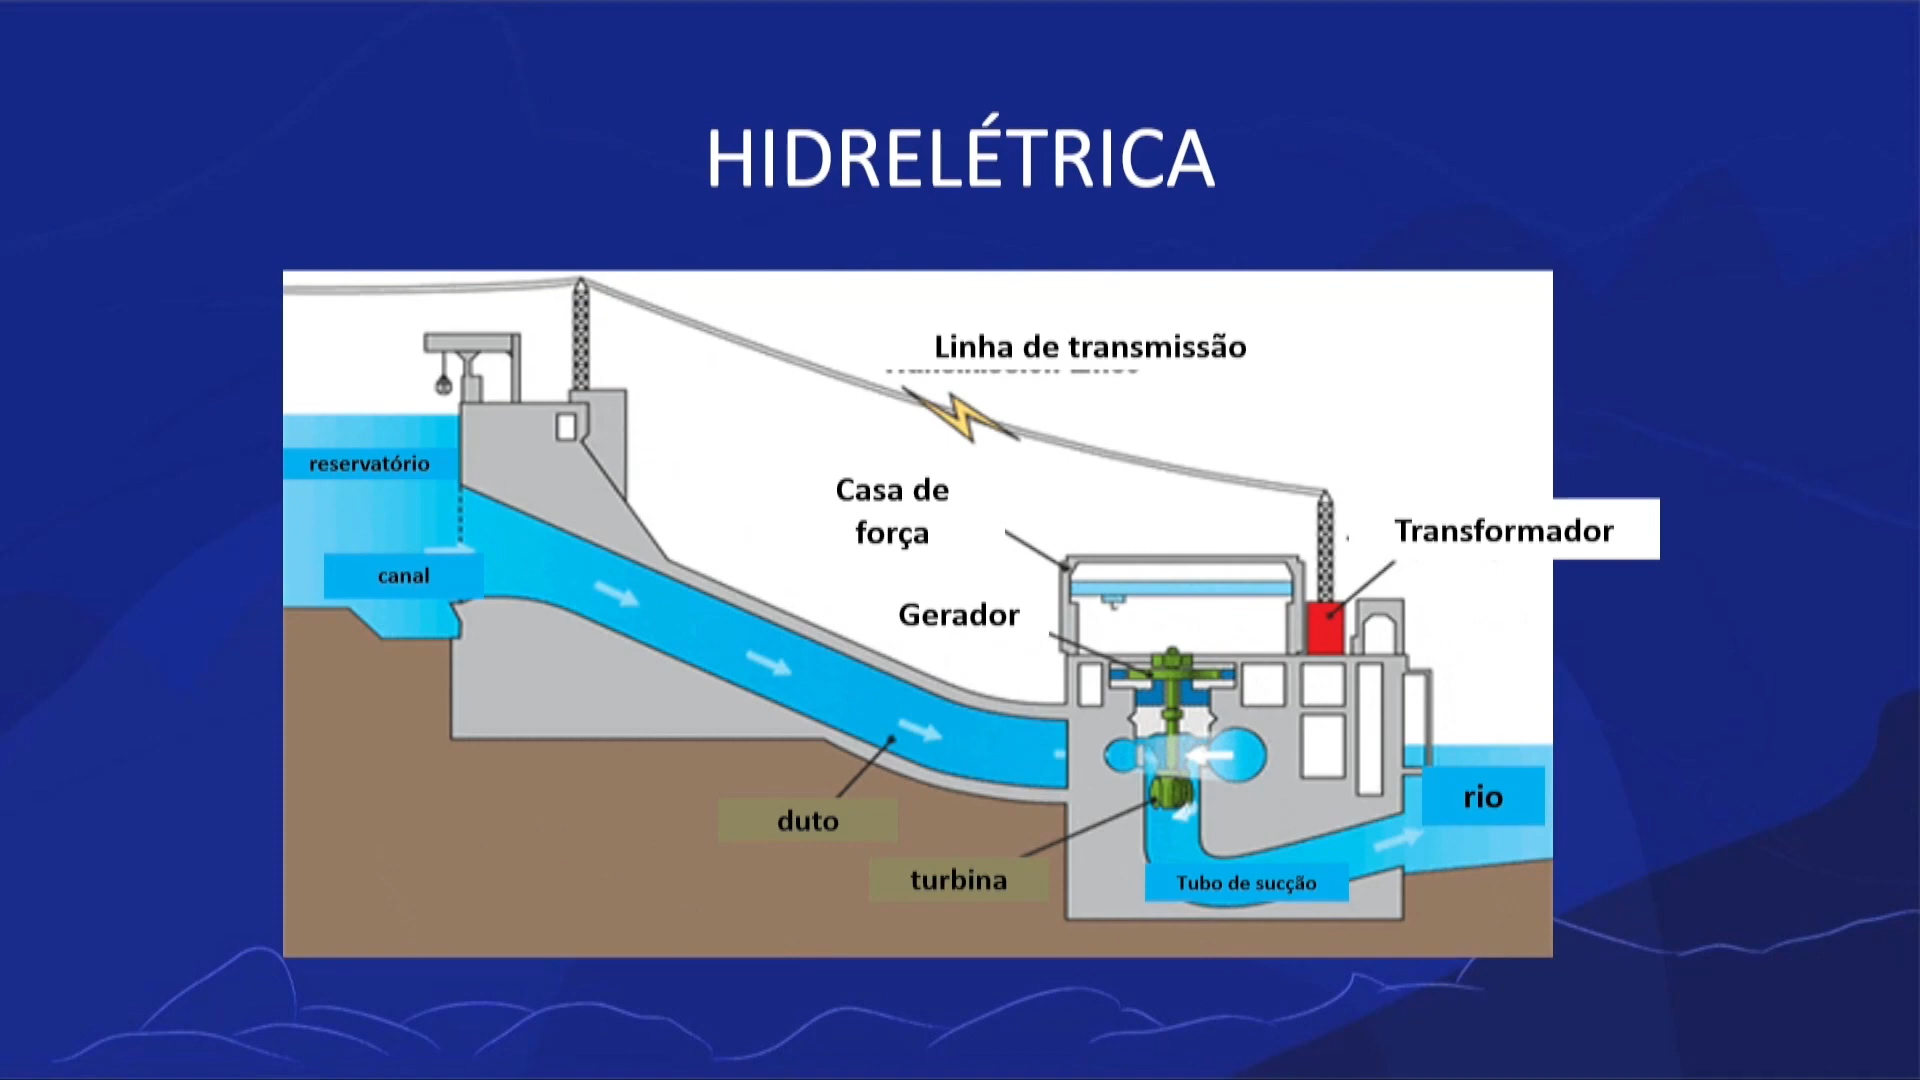 HIDRELÉTRICA
Linha de transmissão
reservatório
Casa de
força
Transformador
canal
Gerador
rio
duto
turbina
Tubo de sucção